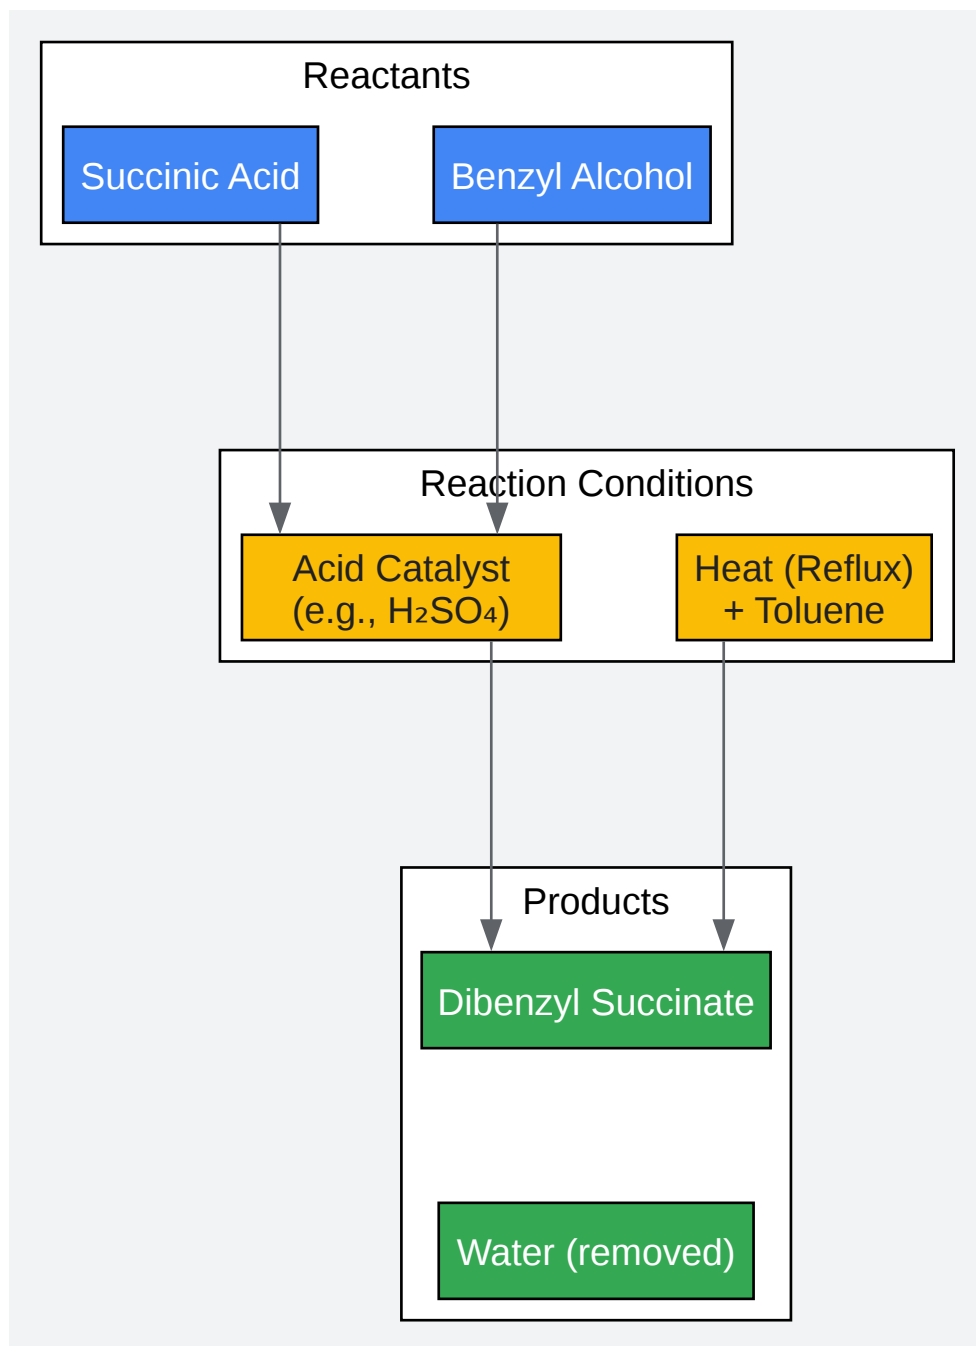 Reactants
Succinic Acid
Benzyl Alcohol
Reaction Conditions
Acid Catalyst
(e.g., H₂SO₄)
Heat (Reflux)
+ Toluene
Products
Dibenzyl Succinate
Water (removed)